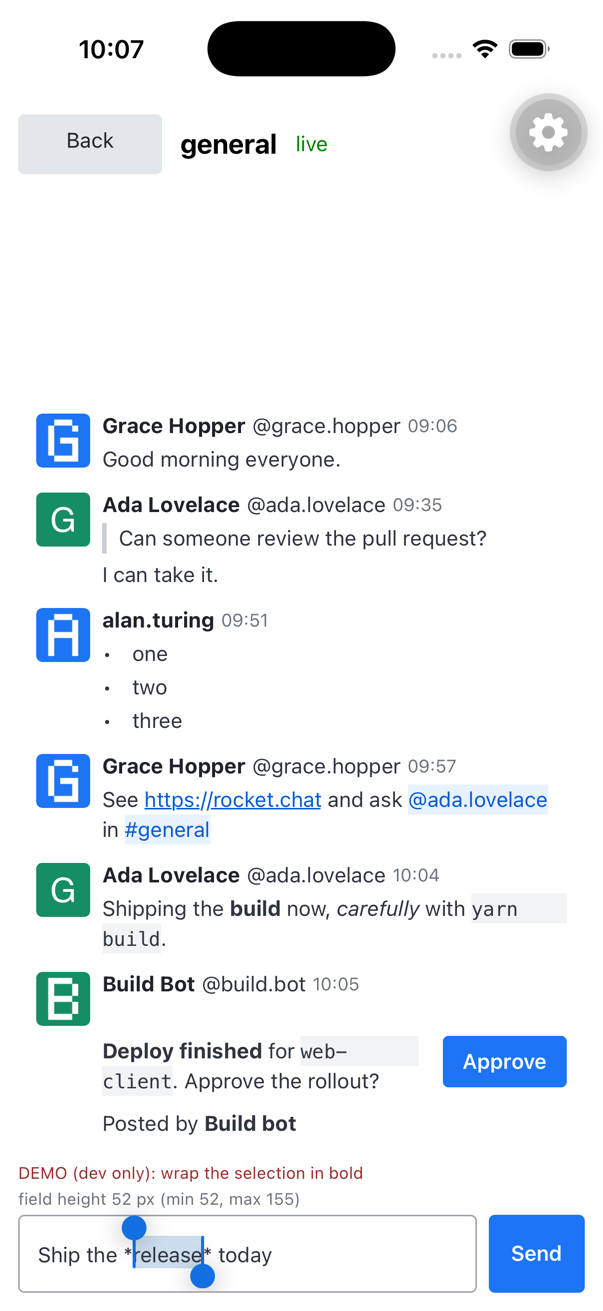 10:07
Back
general live
G
Grace Hopper @grace.hopper 09:06
Good morning everyone.
G
Ada Lovelace @ada.lovelace 09:35
Can someone review the pull request?
I can take it.
A
alan.turing 09:51
• one
• two
• three
G
Grace Hopper @grace.hopper 09:57
See https://rocket.chat and ask @ada.lovelace
in #general
G
Ada Lovelace @ada.lovelace 10:04
Shipping the build now, carefully with yarn
build.
B
Build Bot @build.bot 10:05
Deploy finished for web-
client. Approve the rollout?
Approve
Posted by Build bot
DEMO (dev only): wrap the selection in bold
field height 52 px (min 52, max 155)
Ship the *release* today
Send